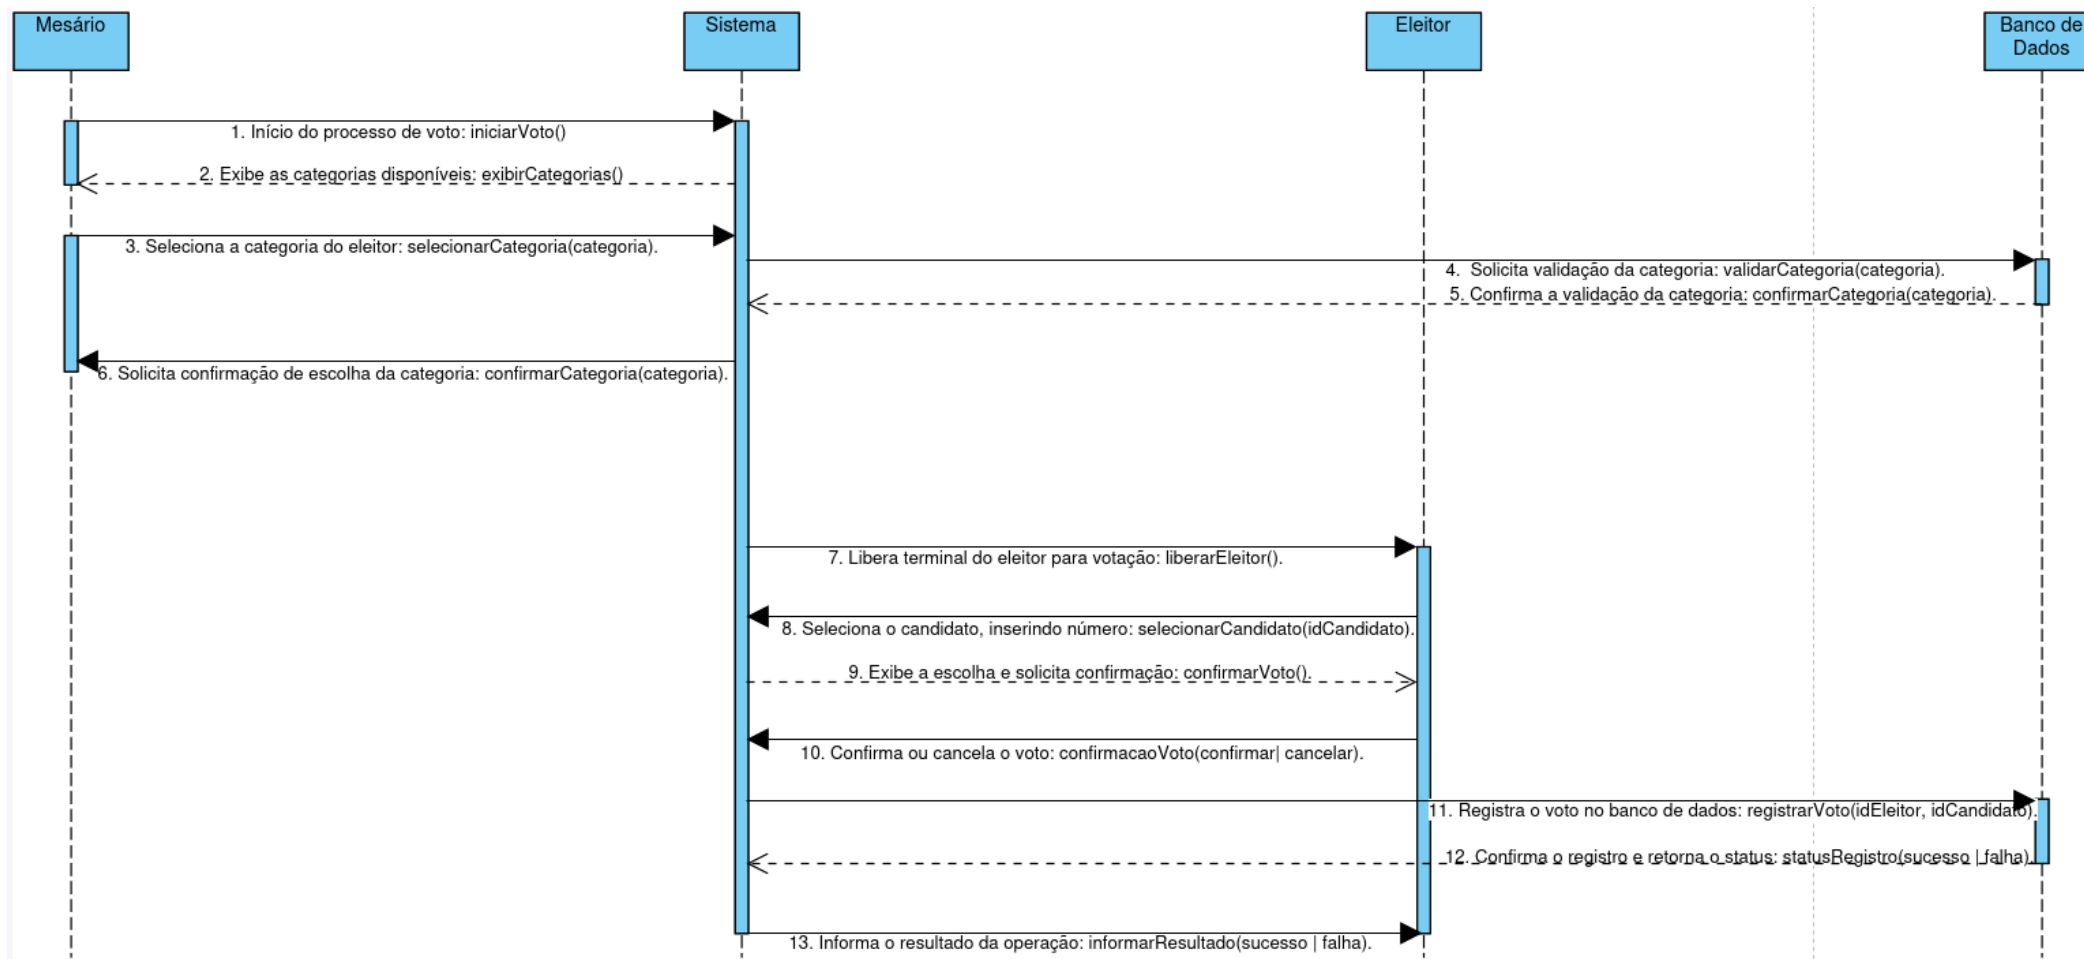 Mesário
Sistema
Eleitor
Banco de
Dados
1. Início do processo de voto: iniciarVoto()
2. Exibe as categorias disponíveis: exibirCategorias()
3. Seleciona a categoria do eleitor: selecionarCategoria(categoria).
4. Solicita validação da categoria: validarCategoria(categoria).
5. Confirma a validação da categoria: confirmarCategoria(categoria).
6. Solicita confirmação de escolha da categoria: confirmarCategoria(categoria).
7. Libera terminal do eleitor para votação: liberarEleitor().
8. Seleciona o candidato, inserindo número: selecionarCandidato(idCandidato).
9. Exibe a escolha e solicita confirmação: confirmarVoto().
10. Confirma ou cancela o voto: confirmacaoVoto(confirmar| cancelar).
11. Registra o voto no banco de dados: registrarVoto(idEleitor, idCandidato).
12. Confirma o registro e retorna o status: statusRegistro(sucesso | falha).
13. Informa o resultado da operação: informarResultado(sucesso | falha).